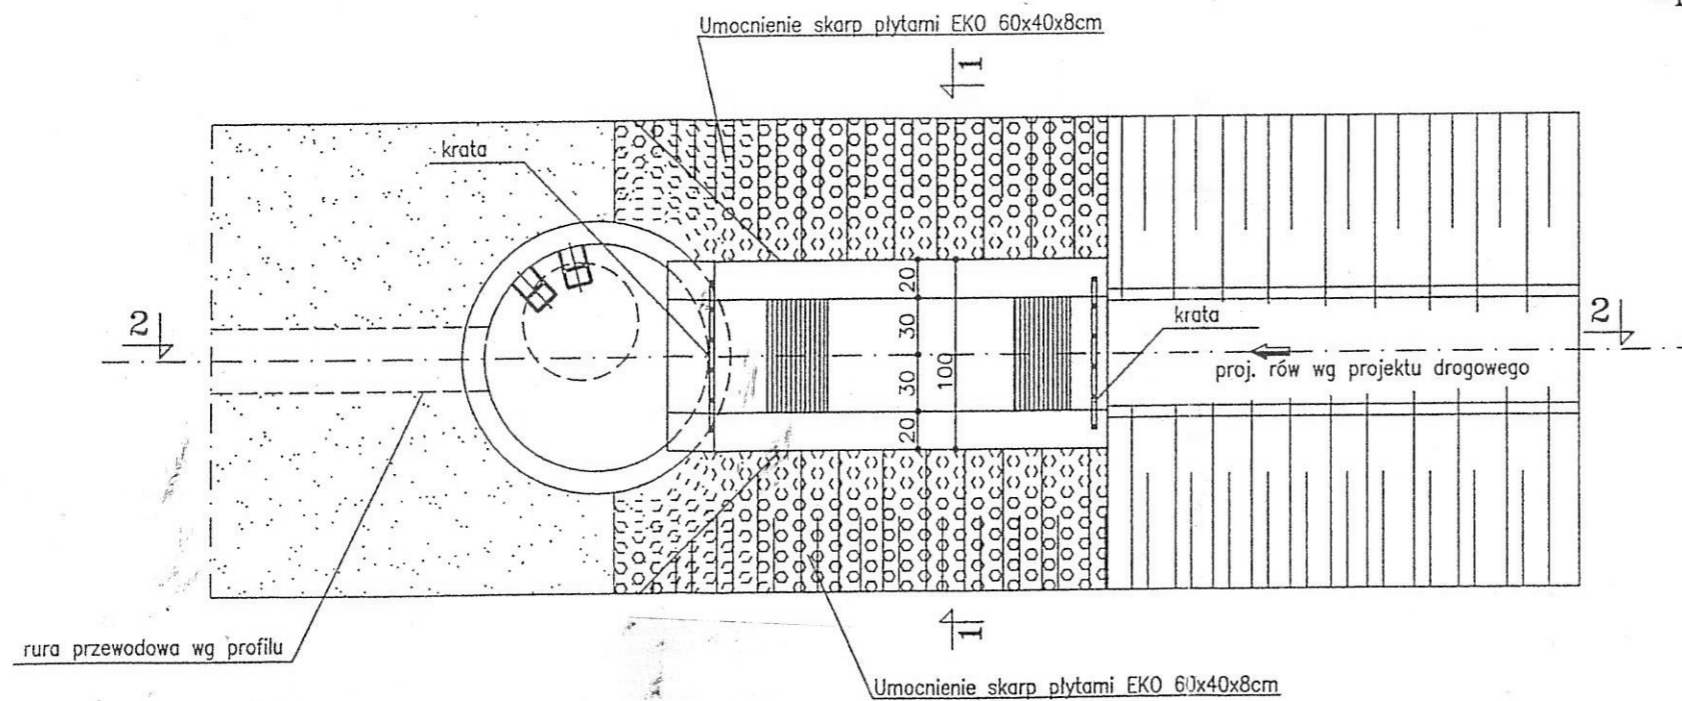 Umocnienie skarp płytami EKO 60x40x8cm
1
krata
2
20
30
30
20
100
krata
2
proj. rów wg projektu drogowego
1
rura przewodowa wg profilu
Umocnienie skarp płytami EKO 60x40x8cm